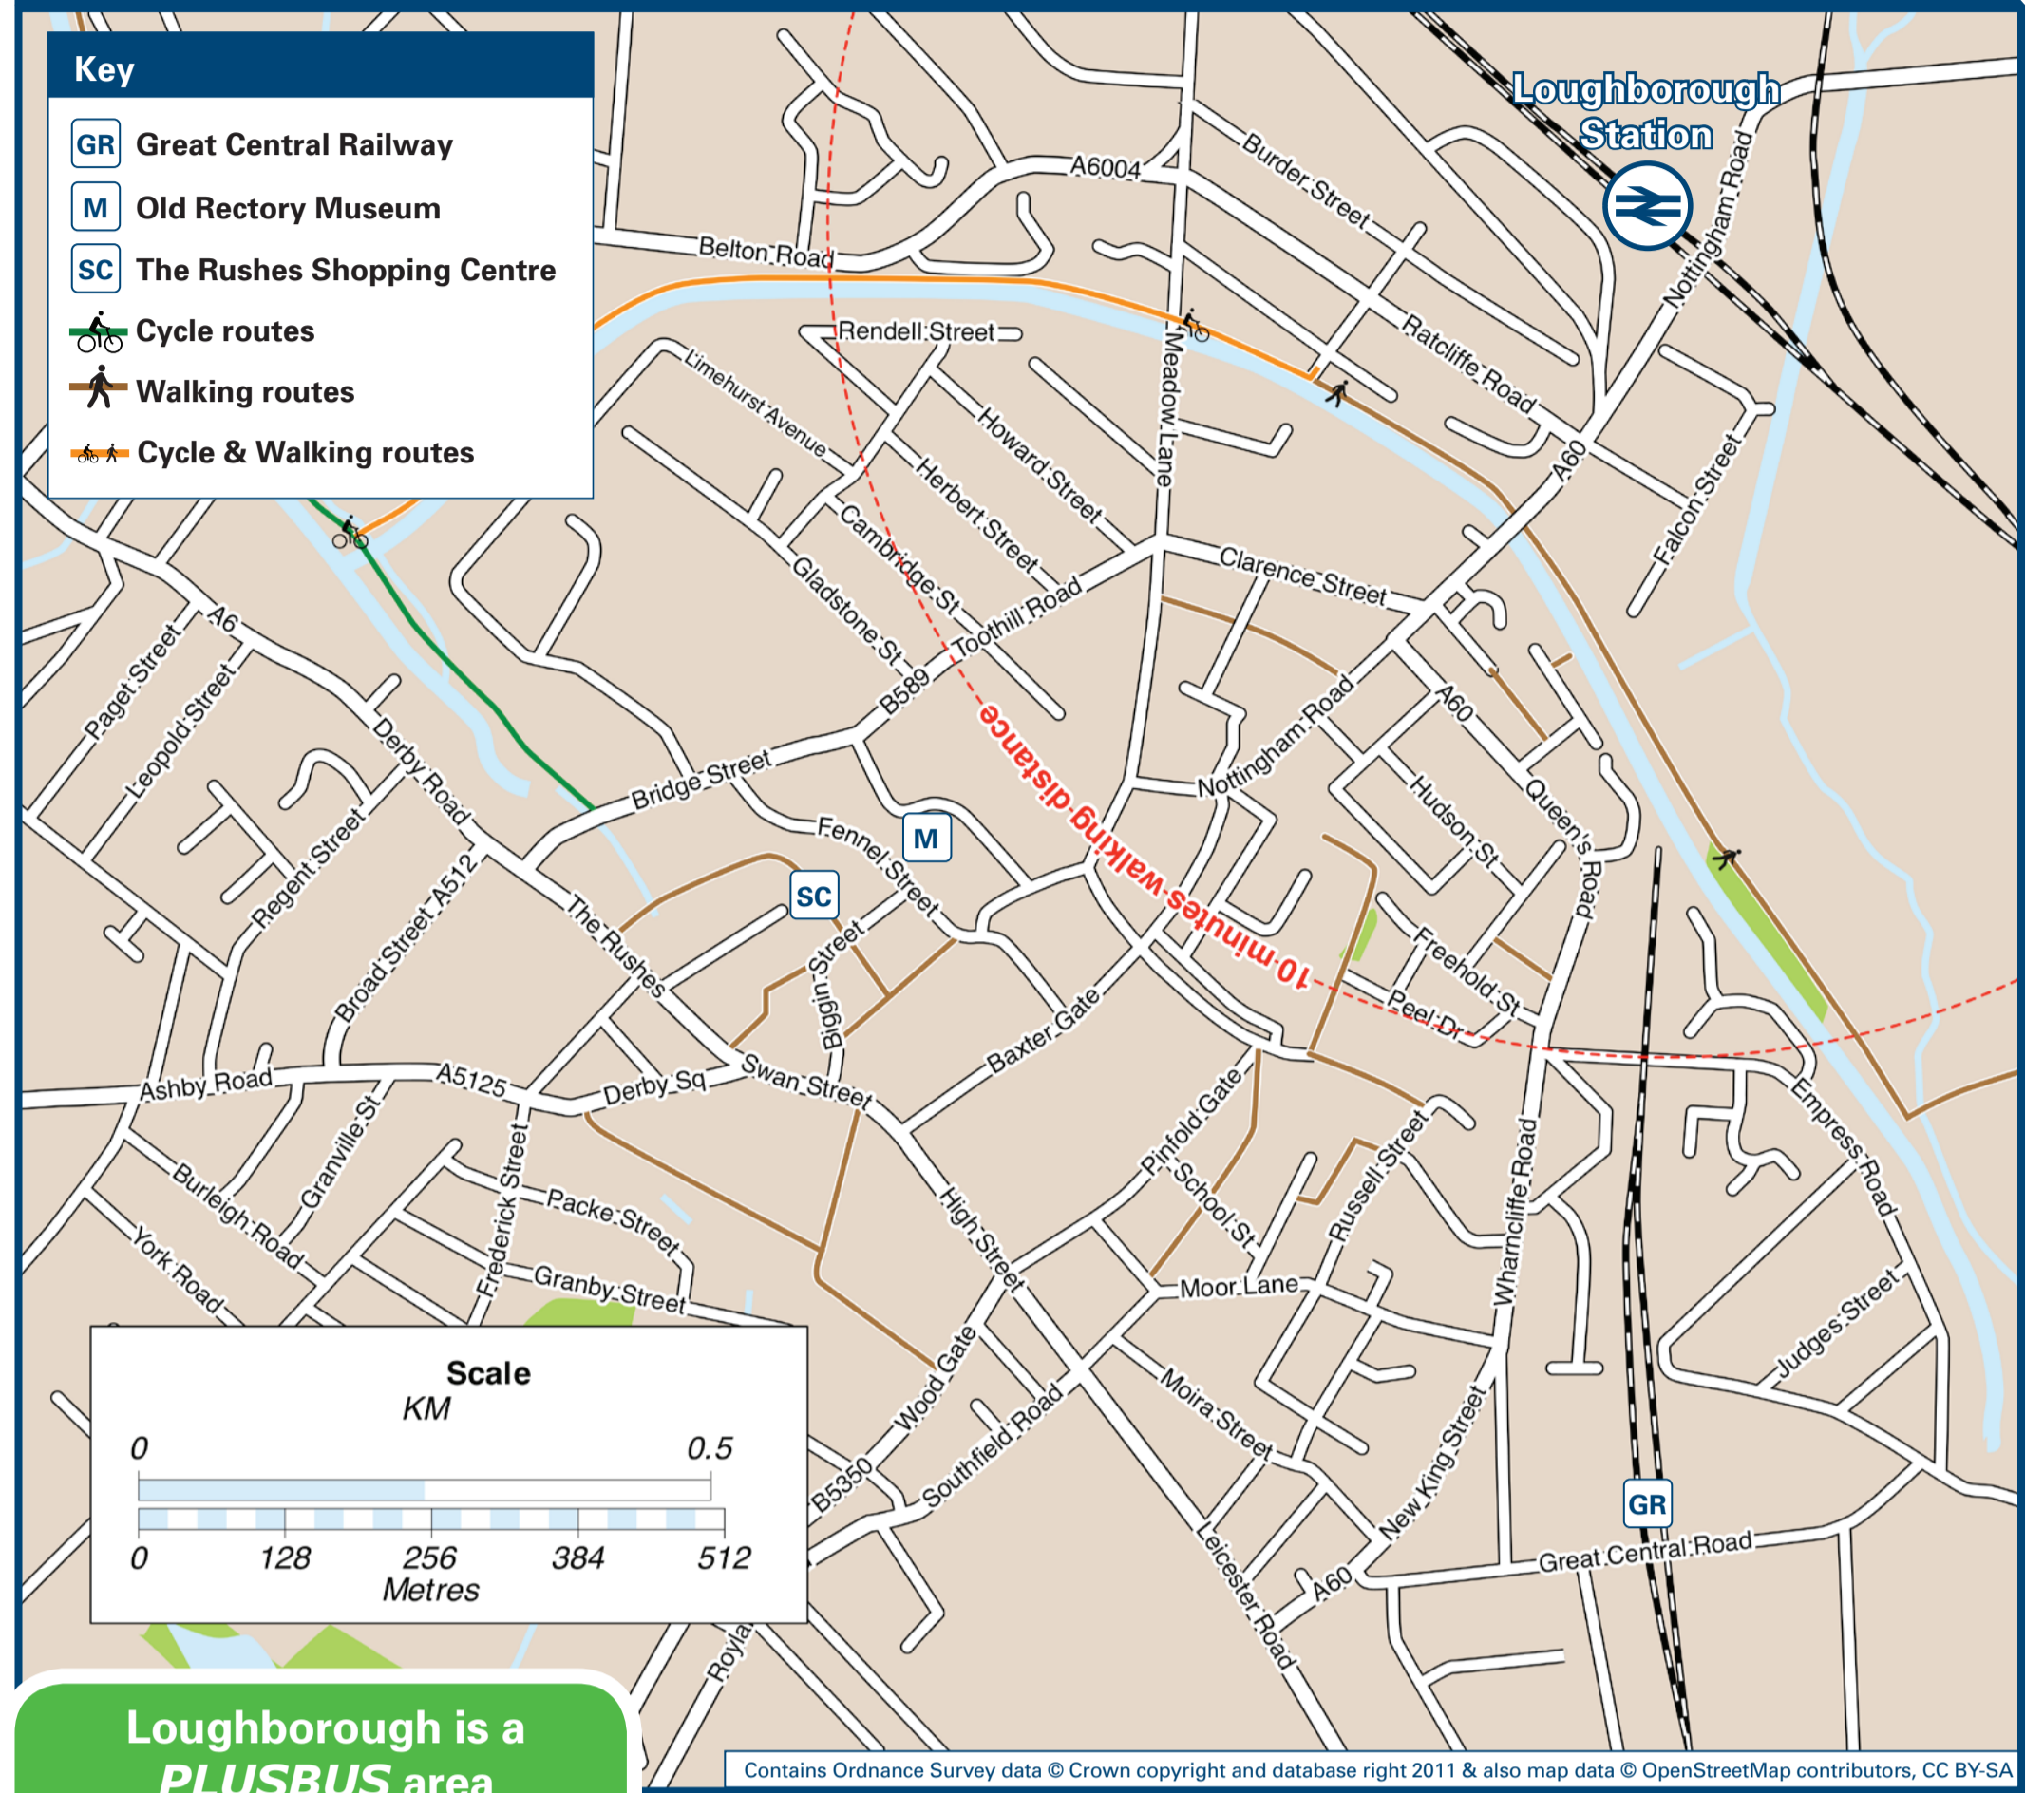 Key
GR Great Central Railway
M Old Rectory Museum
SC The Rushes Shopping Centre
Cycle routes
Walking routes
Cycle & Walking routes
Loughborough
Station
Burder Street
A6004
Nottingham Road
Belton Road
Rendell Street
Meadow Lane
Ratcliffe Road
Limehurst Avenue
Howard Street
A60
Falcon Street
Herbert Street
Cambridge St
Clarence Street
Gladstone St
Toothill Road
A6
Paget Street
Leopold Street
B589
Nottingham Road
A60
10 minutes walking distance
Derby Road
Bridge Street
Hudson St
Queen's Road
Fennel Street
M
SC
Regent Street
Broad Street A512
The Rushes
Biggin Street
Freehold St
Peel Dr
Baxter Gate
Ashby Road
A5125
Derby Sq
Swan Street
Pinfold Gate
Empress Road
Granville St
Frederick Street
Russell Street
Wharncliffe Road
School St
Burleigh Road
Packe Street
High Street
York Road
Granby Street
Moor Lane
Judges Street
Wood Gate
Moira Street
New King Street
Southfield Road
B5350
GR
Leicester Road
Great Central Road
A60
Scale
KM
0 0.5
0 128 256 384 512
Metres
Loughborough is a
PLUSBUS area
Contains Ordnance Survey data © Crown copyright and database right 2011 & also map data © OpenStreetMap contributors, CC BY-SA